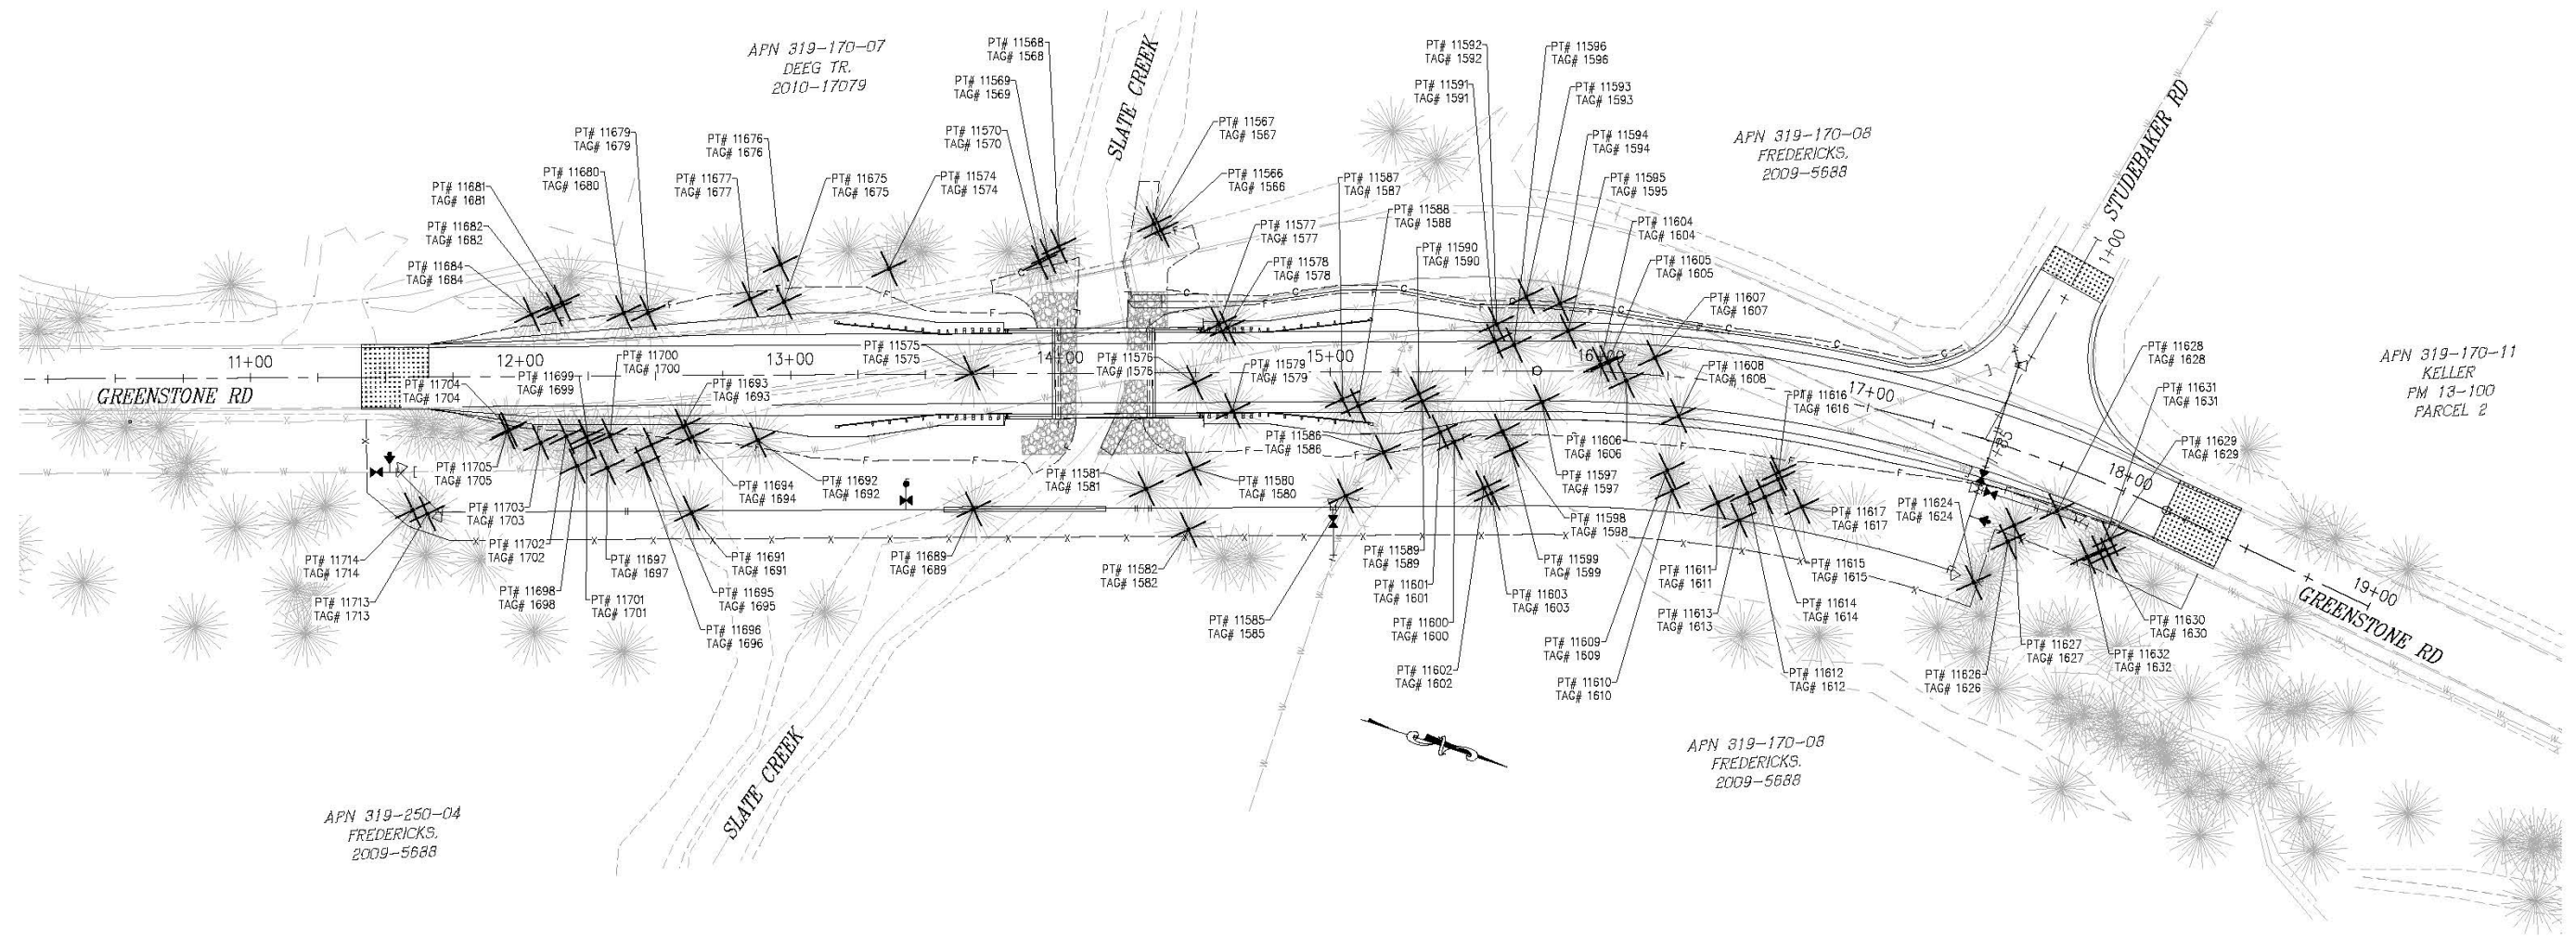 APN 319-170-07
DEEG TR.
2010-17079
PT# 11568
TAG# 1568
PT# 11569
TAG# 1569
PT# 11570
TAG# 1570
SLATE CREEK
PT# 11567
TAG# 1567
PT# 11566
TAG# 1566
PT# 11592
TAG# 1592
PT# 11591
TAG# 1591
PT# 11596
TAG# 1596
PT# 11593
TAG# 1593
PT# 11594
TAG# 1594
PT# 11595
TAG# 1595
APN 319-170-08
FREDERICKS,
2009-5688
STUDEBAKER RD
PT# 11679
TAG# 1679
PT# 11676
TAG# 1676
PT# 11680
TAG# 1680
PT# 11677
TAG# 1677
PT# 11675
TAG# 1675
PT# 11574
TAG# 1574
PT# 11681
TAG# 1681
PT# 11682
TAG# 1682
PT# 11684
TAG# 1684
PT# 11587
TAG# 1587
PT# 11588
TAG# 1588
PT# 11577
TAG# 1577
PT# 11578
TAG# 1578
PT# 11590
TAG# 1590
PT# 11604
TAG# 1604
PT# 11605
TAG# 1605
PT# 11607
TAG# 1607
1+00
11+00
12+00
13+00
14+00
15+00
16+00
17+00
+85
18+00
19+00
GREENSTONE RD
PT# 11704
TAG# 1704
PT# 11699
TAG# 1699
PT# 11700
TAG# 1700
PT# 11693
TAG# 1693
PT# 11575
TAG# 1575
PT# 11576
TAG# 1576
PT# 11579
TAG# 1579
PT# 11608
TAG# 1608
PT# 11616
TAG# 1616
PT# 11628
TAG# 1628
PT# 11631
TAG# 1631
PT# 11629
TAG# 1629
APN 319-170-11
KELLER
PM 13-100
PARCEL 2
PT# 11705
TAG# 1705
PT# 11703
TAG# 1703
PT# 11702
TAG# 1702
PT# 11694
TAG# 1694
PT# 11692
TAG# 1692
PT# 11581
TAG# 1581
PT# 11580
TAG# 1580
PT# 11586
TAG# 1586
PT# 11606
TAG# 1606
PT# 11597
TAG# 1597
PT# 11598
TAG# 1598
PT# 11617
TAG# 1617
PT# 11624
TAG# 1624
PT# 11714
TAG# 1714
PT# 11713
TAG# 1713
PT# 11698
TAG# 1698
PT# 11697
TAG# 1697
PT# 11701
TAG# 1701
PT# 11691
TAG# 1691
PT# 11695
TAG# 1695
PT# 11696
TAG# 1696
PT# 11689
TAG# 1689
PT# 11582
TAG# 1582
PT# 11585
TAG# 1585
PT# 11589
TAG# 1589
PT# 11601
TAG# 1601
PT# 11600
TAG# 1600
PT# 11602
TAG# 1602
PT# 11599
TAG# 1599
PT# 11603
TAG# 1603
PT# 11609
TAG# 1609
PT# 11610
TAG# 1610
PT# 11611
TAG# 1611
PT# 11613
TAG# 1613
PT# 11615
TAG# 1615
PT# 11614
TAG# 1614
PT# 11612
TAG# 1612
PT# 11626
TAG# 1626
PT# 11627
TAG# 1627
PT# 11632
TAG# 1632
PT# 11630
TAG# 1630
GREENSTONE RD
SLATE CREEK
APN 319-250-04
FREDERICKS,
2009-5688
APN 319-170-08
FREDERICKS.
2009-5688